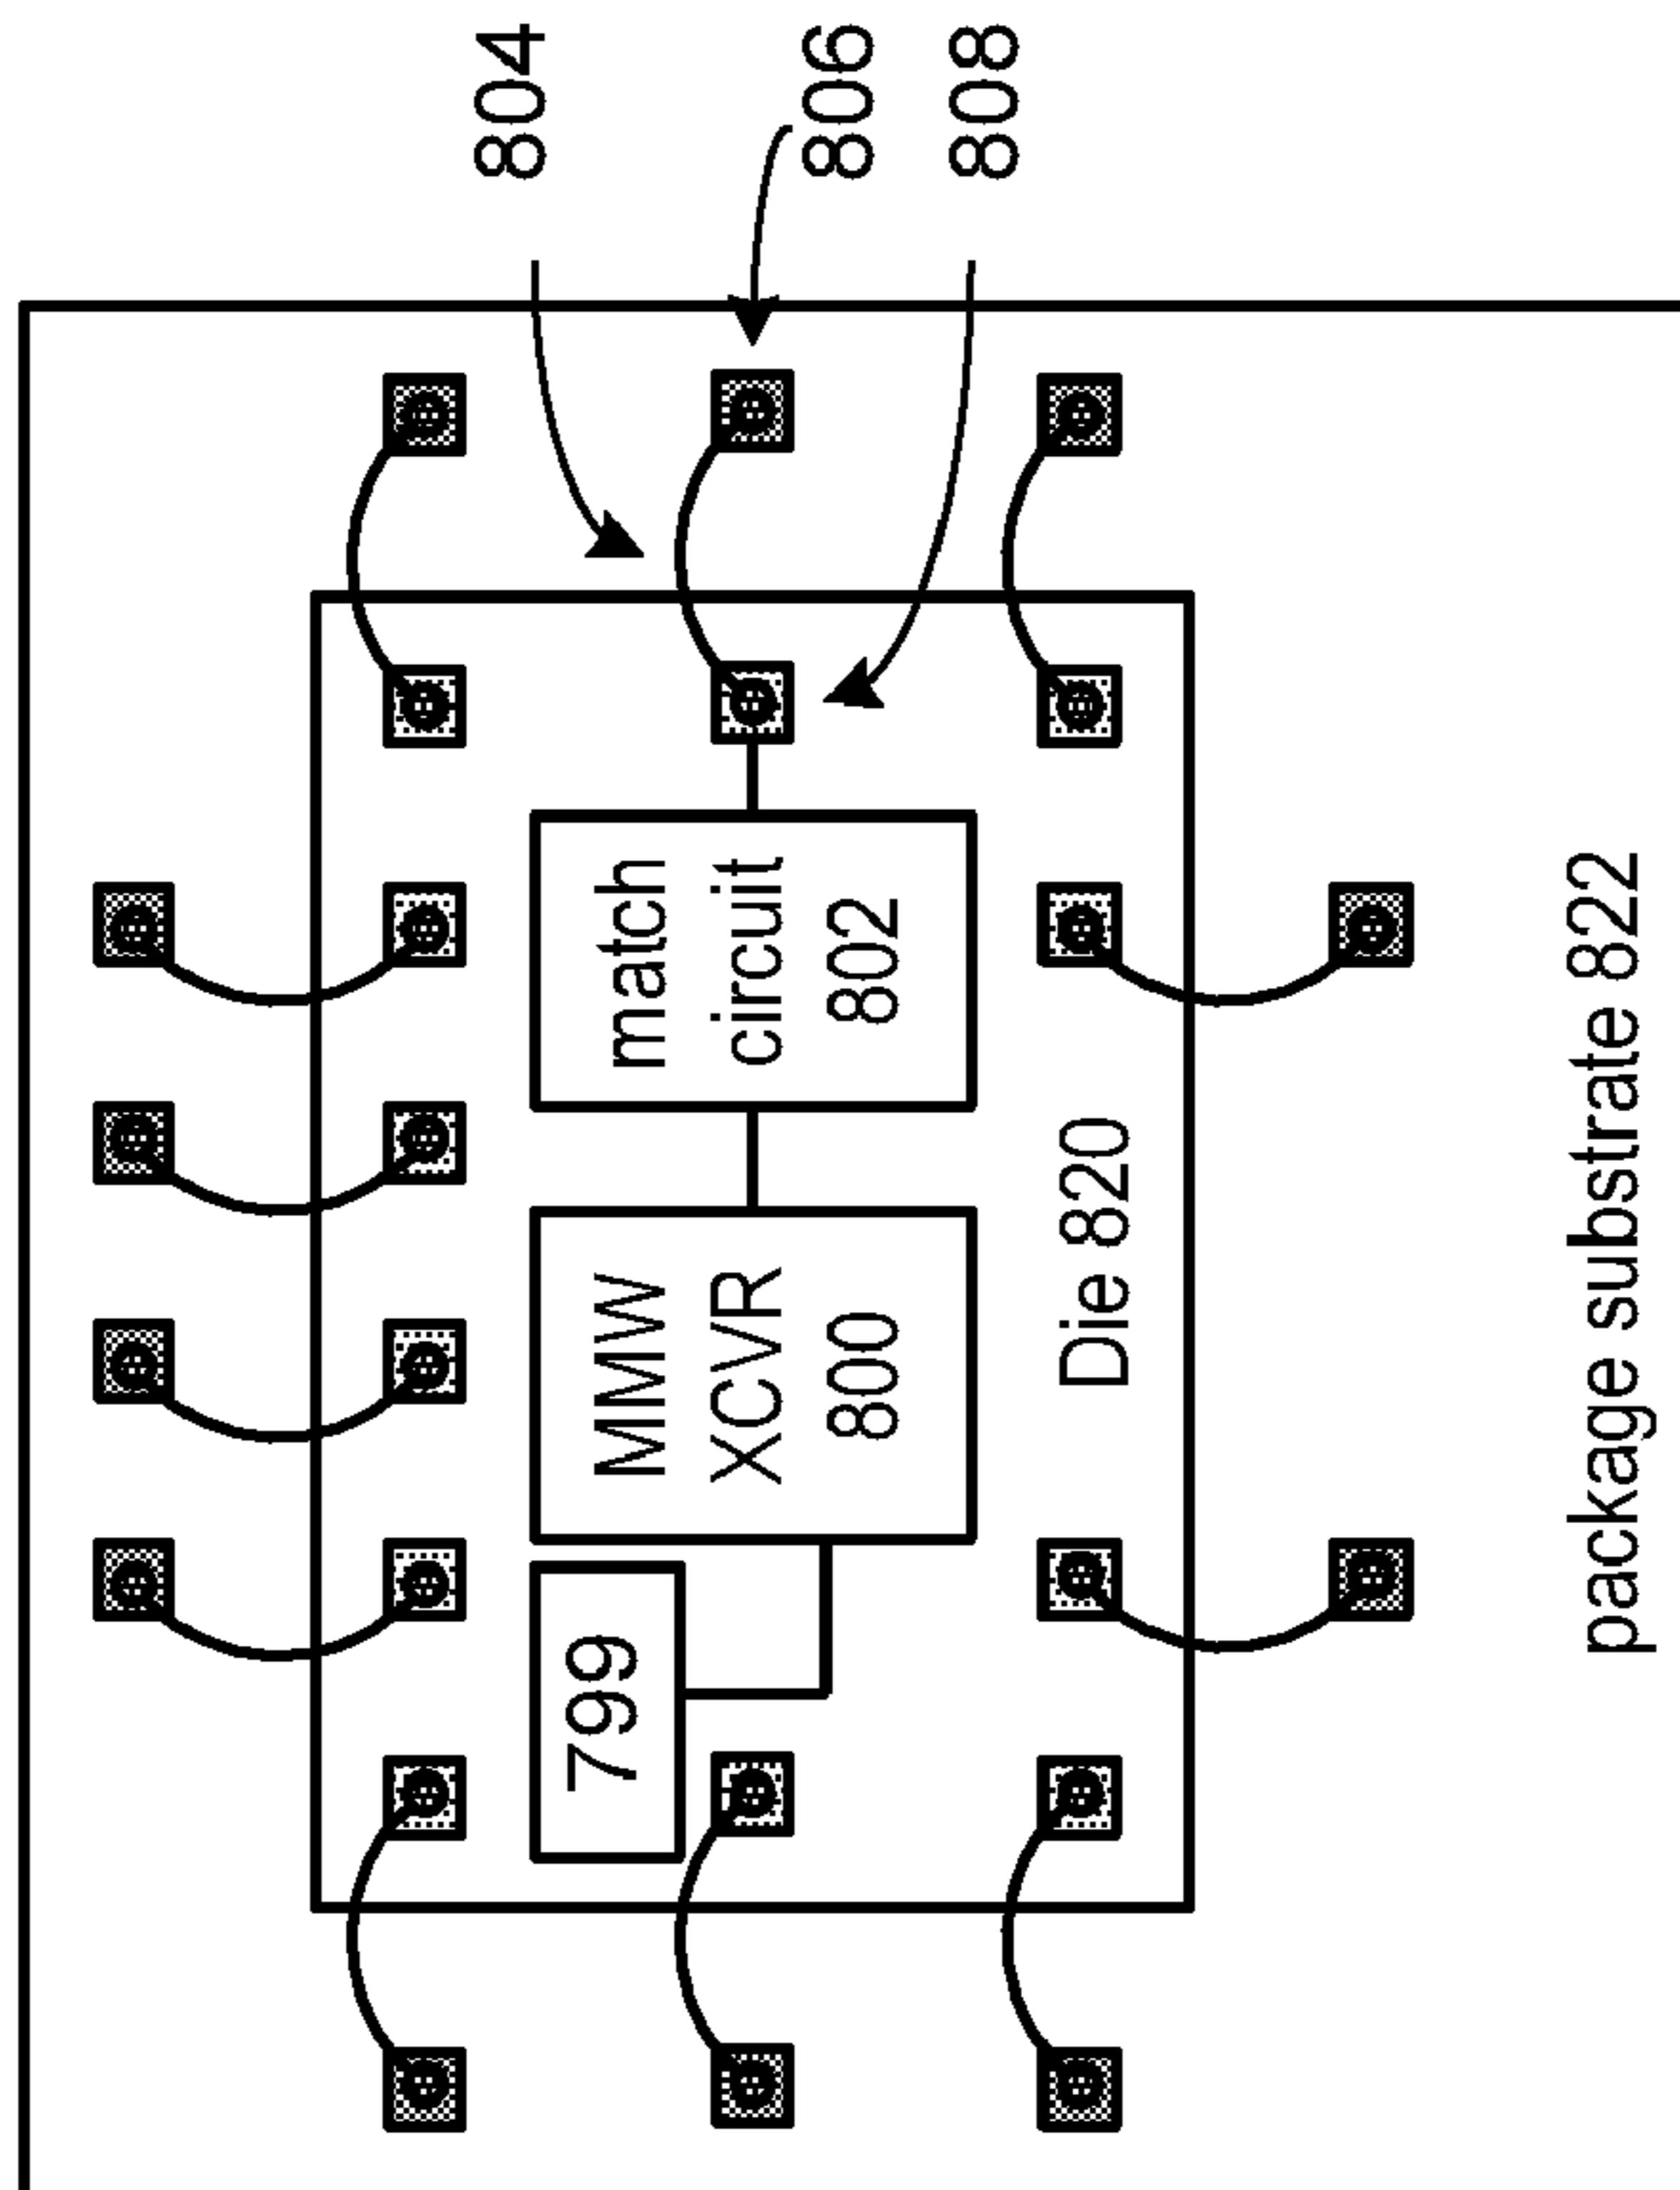 804
806
808
match
circuit
802
MMW
XCVR
800
799
Die 820
package substrate 822